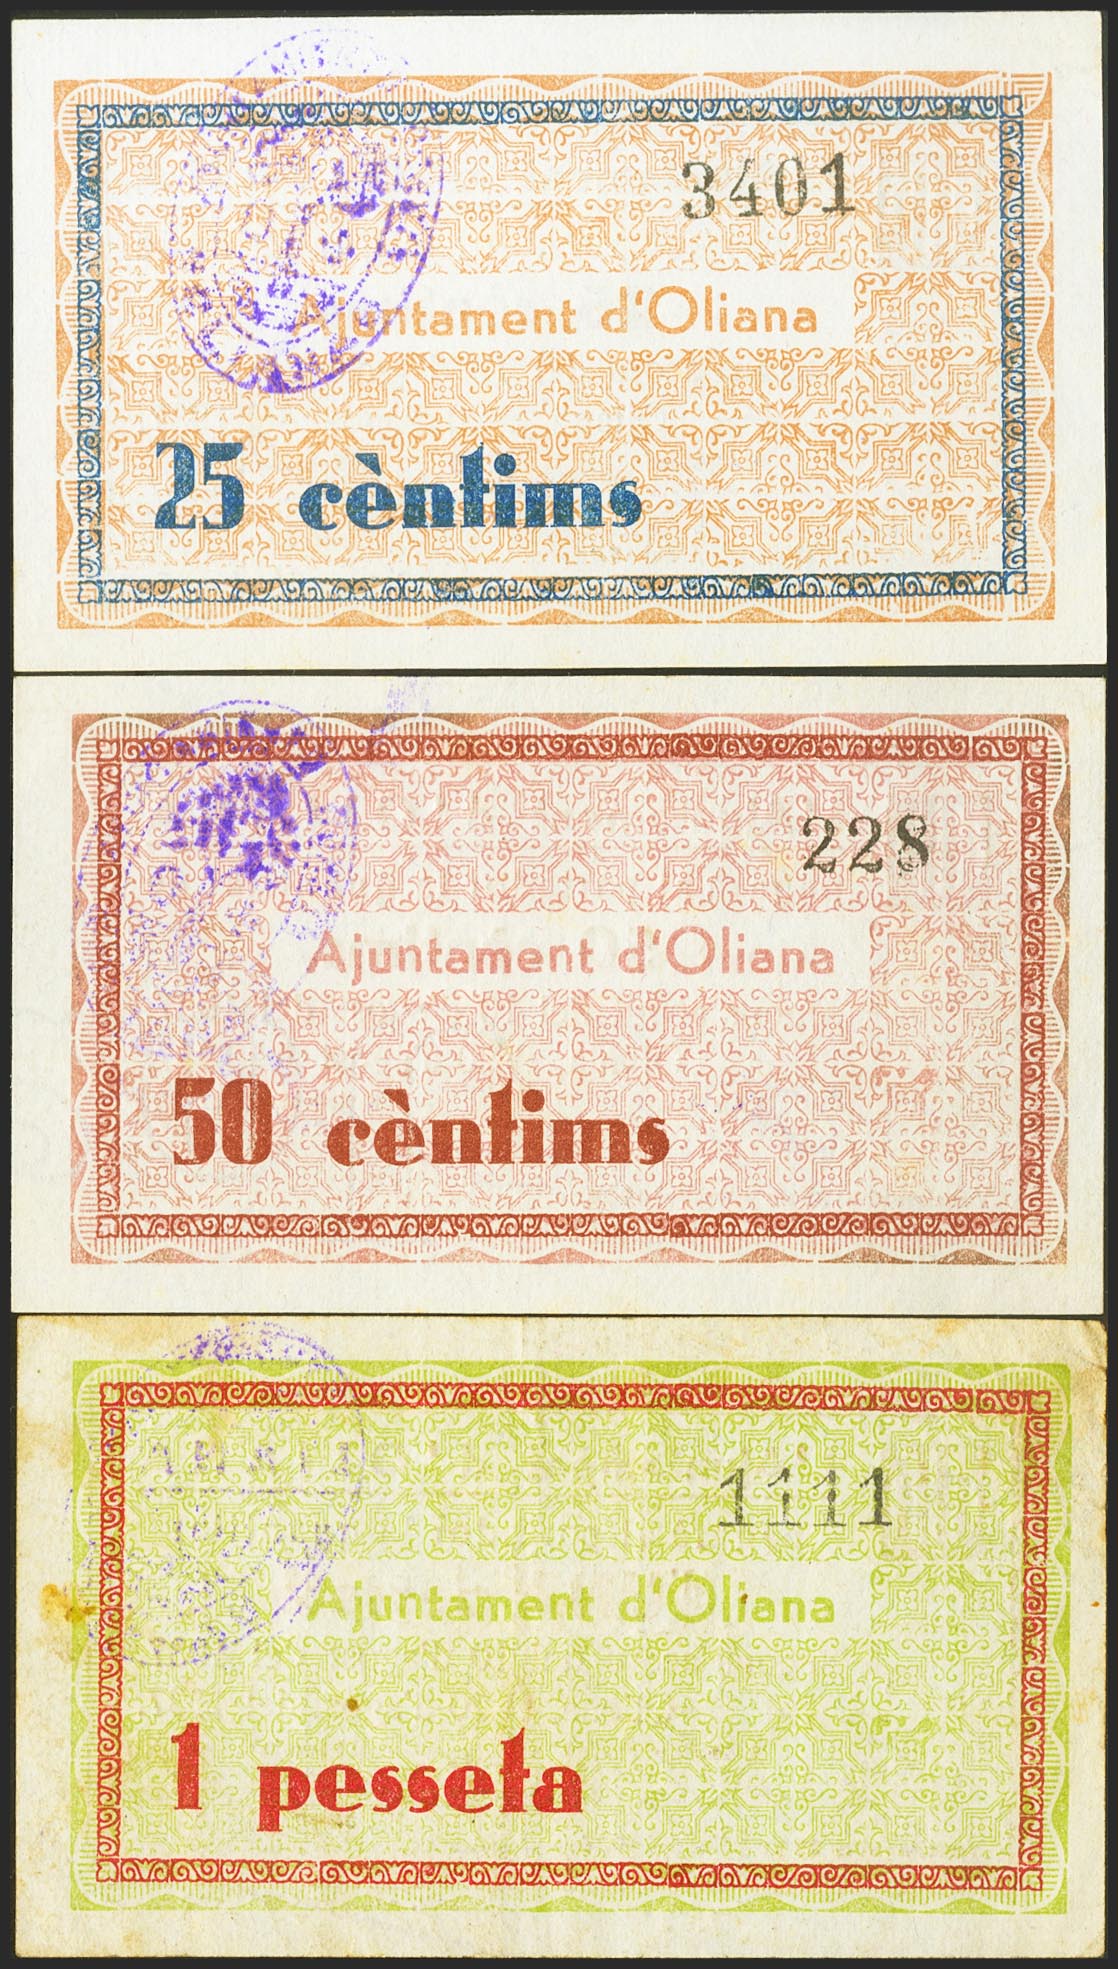 3401
Ajuntament d'Oliana
25 cèntims
228
Ajuntament d'Oliana
50 cèntims
1111
Ajuntament d'Oliana
1 pesseta